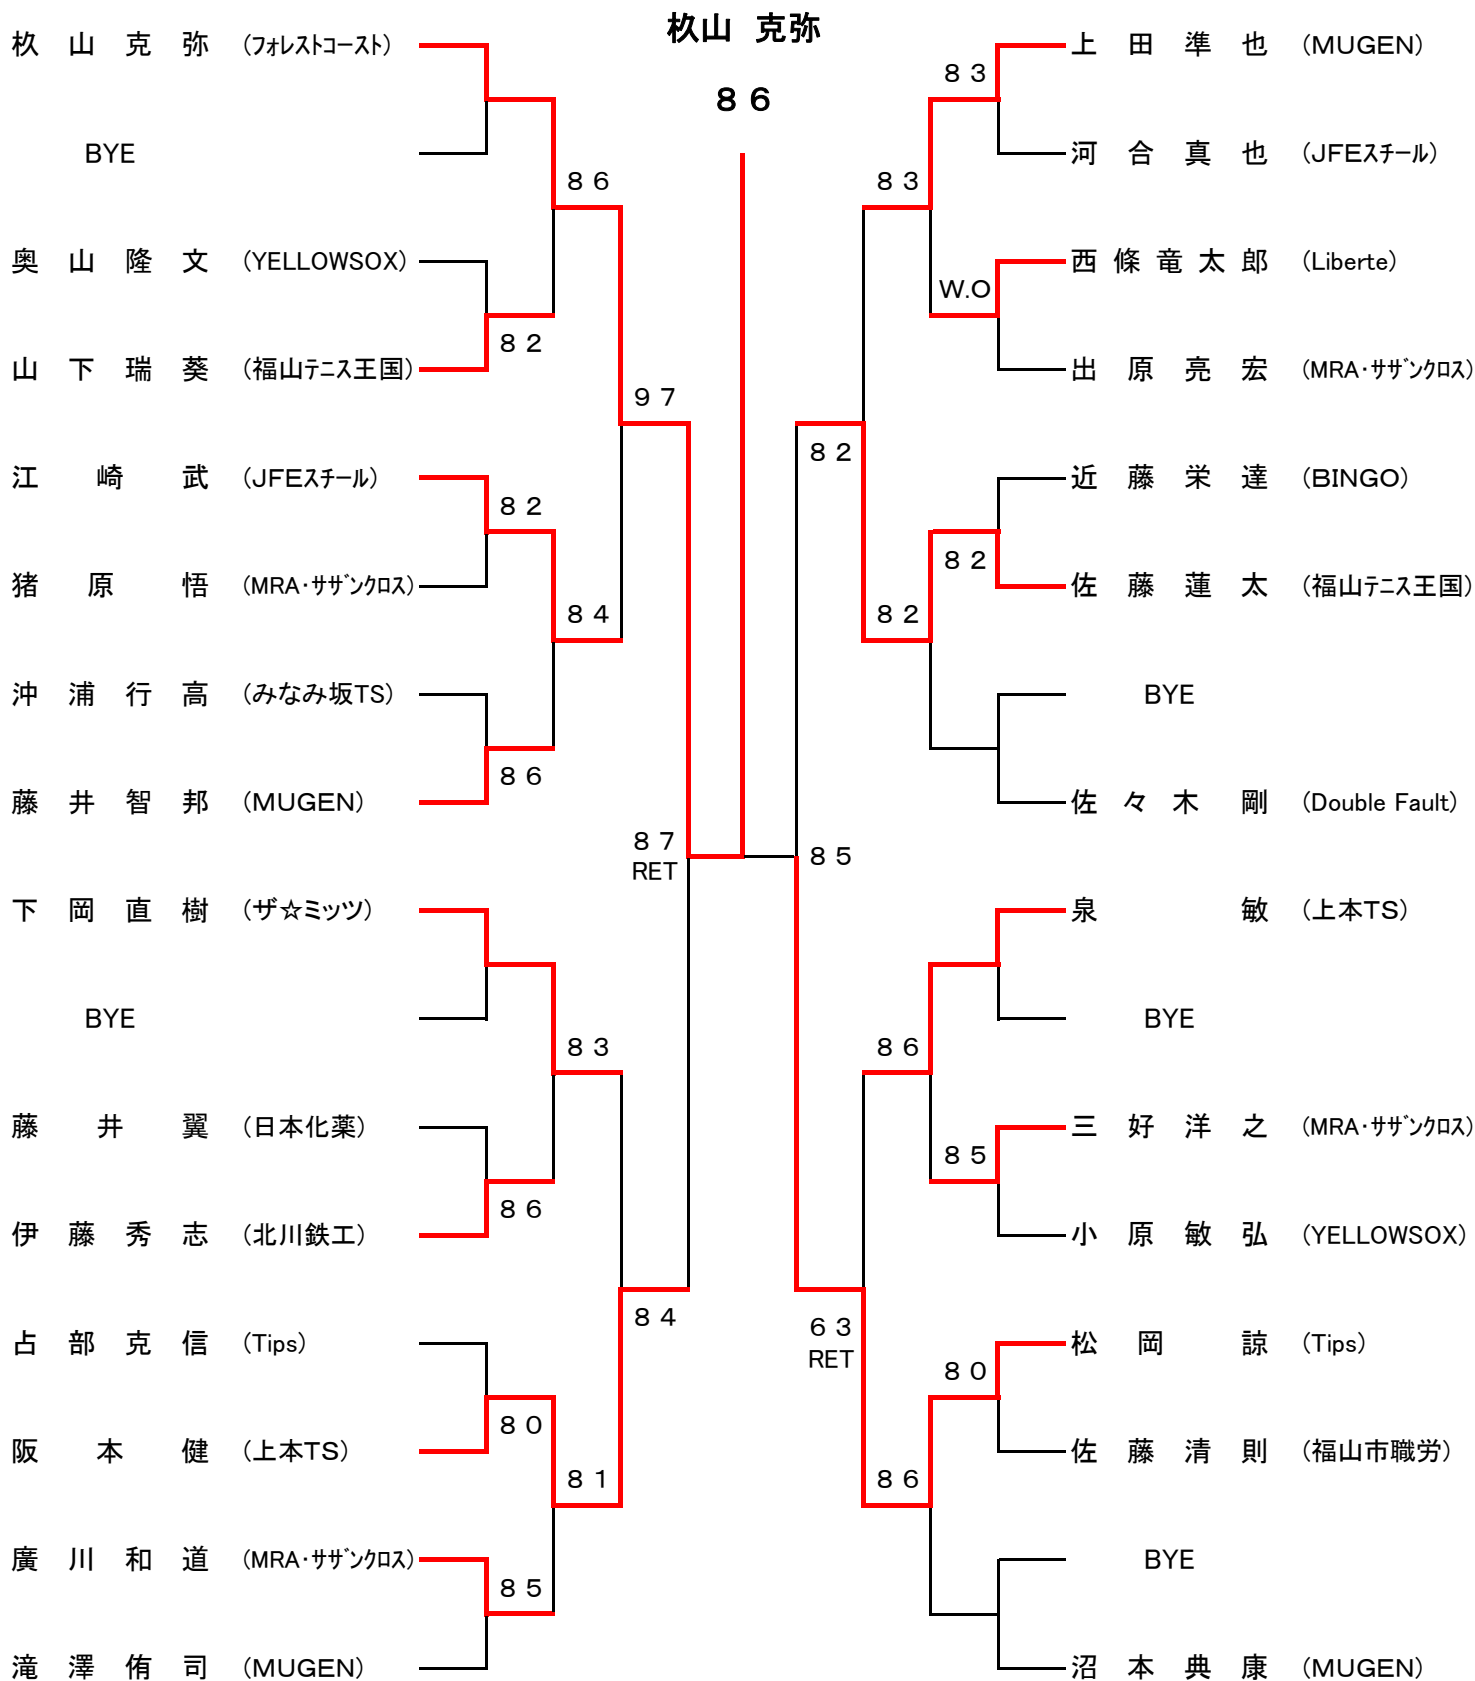 杦山 克弥
８６
杦山克弥 (フォレストコースト)
BYE
８６
奥山隆文 (YELLOWSOX)
８２
山下瑞葵 (福山テニス王国)
９７
江崎武 (JFEスチール)
８２
猪原悟 (MRA・サザンクロス)
８４
沖浦行高 (みなみ坂TS)
８６
藤井智邦 (MUGEN)
８７
RET
下岡直樹 (ザ☆ミッツ)
BYE
８３
藤井翼 (日本化薬)
８６
伊藤秀志 (北川鉄工)
８４
占部克信 (Tips)
８０
阪本健 (上本TS)
８１
廣川和道 (MRA・サザンクロス)
８５
滝澤侑司 (MUGEN)
上田準也 (MUGEN)
８３
河合真也 (JFEスチール)
８３
西條竜太郎 (Liberte)
W.O
出原亮宏 (MRA・サザンクロス)
８２
近藤栄達 (BINGO)
８２
佐藤蓮太 (福山テニス王国)
８２
BYE
佐々木剛 (Double Fault)
８５
泉敏 (上本TS)
BYE
８６
三好洋之 (MRA・サザンクロス)
８５
小原敏弘 (YELLOWSOX)
６３
RET
松岡諒 (Tips)
８０
佐藤清則 (福山市職労)
８６
BYE
沼本典康 (MUGEN)